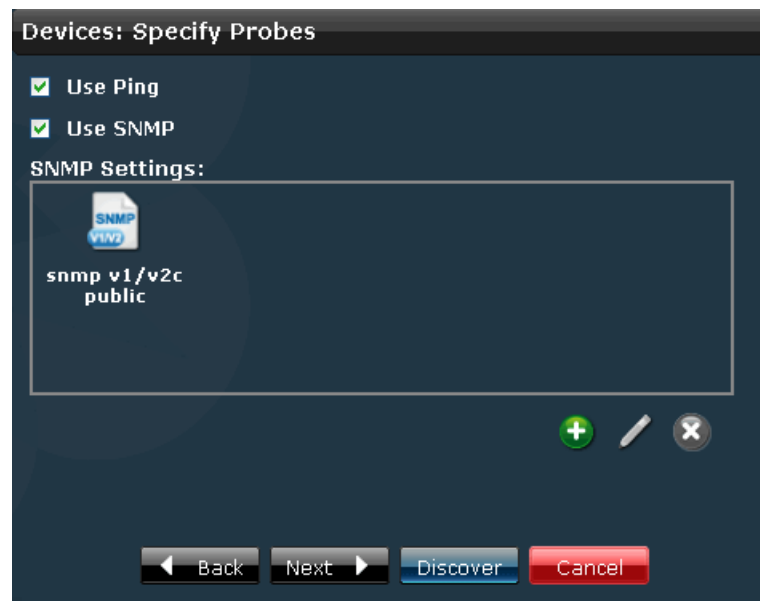 Devices: Specify Probes
Use Ping
Use SNMP
SNMP Settings:
SNMP
V1/V2
snmp v1/v2c
public
Back
Next
Discover
Cancel